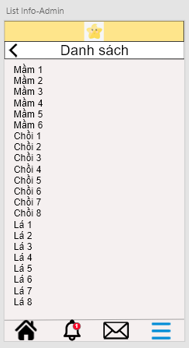 List Info-Admin
Danh sách
Mầm 1
Mầm 2
Mầm 3
Mầm 4
Mầm 5
Mầm 6
Chồi 1
Chồi 2
Chồi 3
Chồi 4
Chồi 5
Chồi 6
Chồi 7
Chồi 8
Lá 1
Lá 2
Lá 3
Lá 4
Lá 5
Lá 6
Lá 7
Lá 8